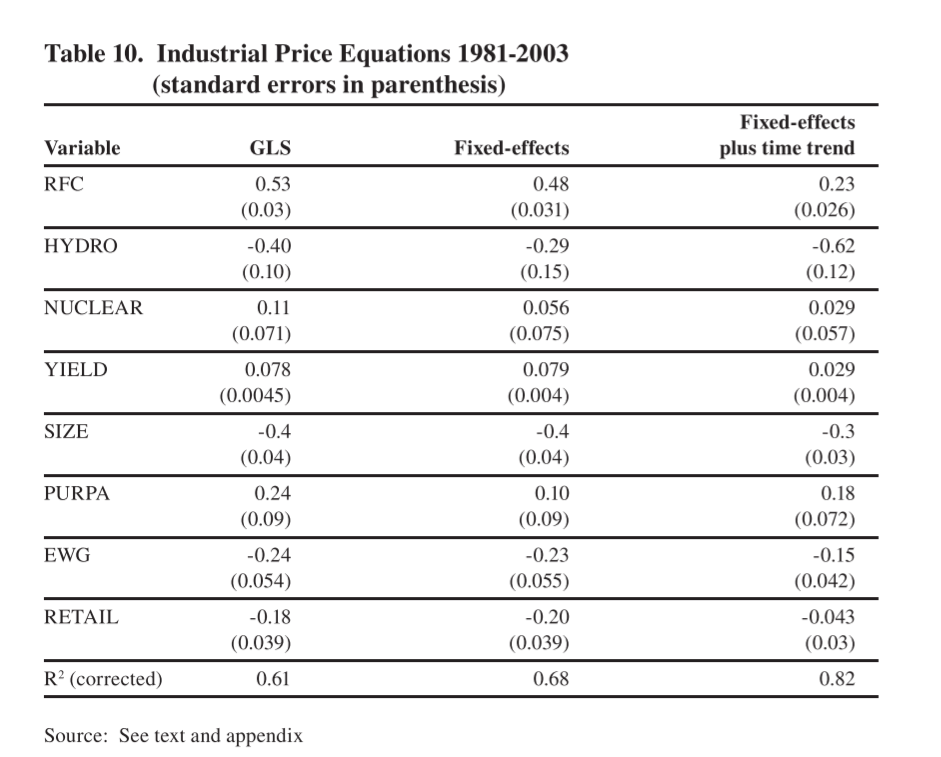 Table 10. Industrial Price Equations 1981-2003
(standard errors in parenthesis)
Fixed-effects
Variable GLS Fixed-effects plus time trend
RFC 0.53 0.48 0.23
(0.03) (0.031) (0.026)
HYDRO -0.40 -0.29 -0.62
(0.10) (0.15) (0.12)
NUCLEAR 0.11 0.056 0.029
(0.071) (0.075) (0.057)
YIELD 0.078 0.079 0.029
(0.0045) (0.004) (0.004)
SIZE -0.4 -0.4 -0.3
(0.04) (0.04) (0.03)
PURPA 0.24 0.10 0.18
(0.09) (0.09) (0.072)
EWG -0.24 -0.23 -0.15
(0.054) (0.055) (0.042)
RETAIL -0.18 -0.20 -0.043
(0.039) (0.039) (0.03)
R² (corrected) 0.61 0.68 0.82
Source: See text and appendix